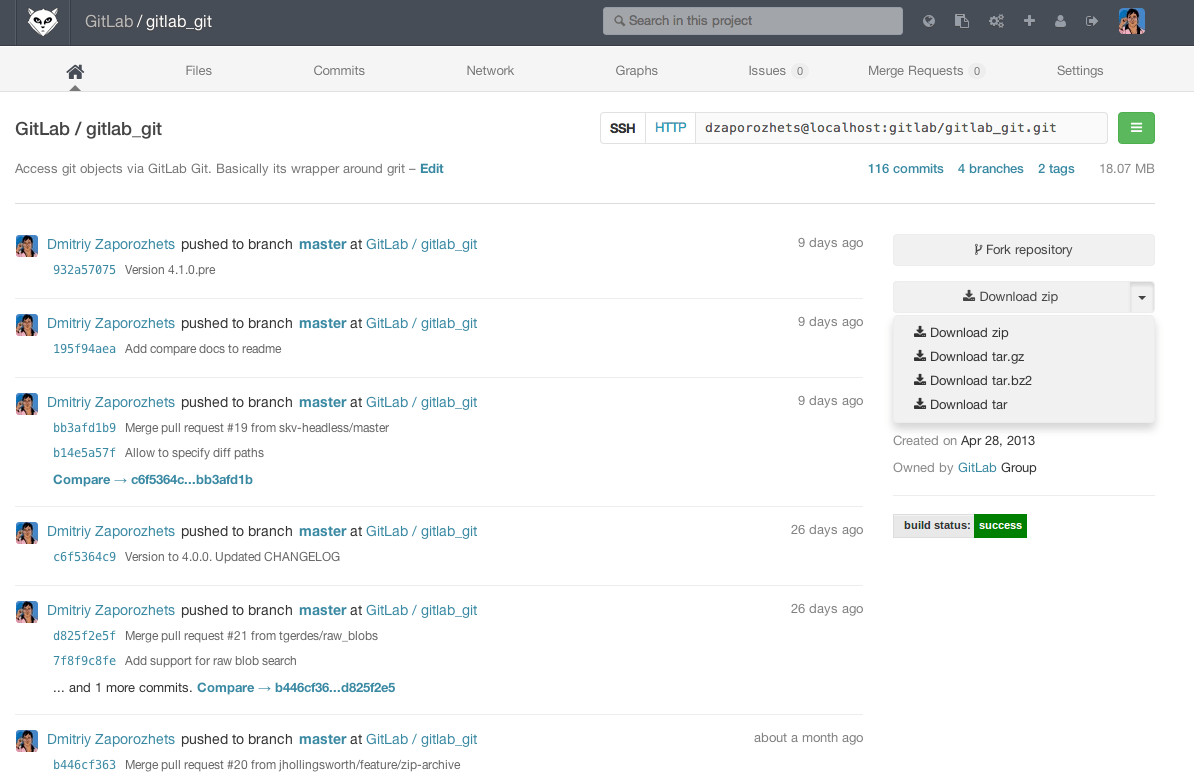 GitLab / gitlab_git
Search in this project
Files
Commits
Network
Graphs
Issues 0
Merge Requests 0
Settings
GitLab / gitlab_git
SSH HTTP dzaporozhets@localhost:gitlab/gitlab_git.git
Access git objects via GitLab Git. Basically its wrapper around grit – Edit
116 commits 4 branches 2 tags 18.07 MB
Dmitriy Zaporozhets pushed to branch master at GitLab / gitlab_git 9 days ago
932a57075 Version 4.1.0.pre
Dmitriy Zaporozhets pushed to branch master at GitLab / gitlab_git 9 days ago
195f94aea Add compare docs to readme
Dmitriy Zaporozhets pushed to branch master at GitLab / gitlab_git 9 days ago
bb3afd1b9 Merge pull request #19 from skv-headless/master
b14e5a57f Allow to specify diff paths
Compare → c6f5364c...bb3afd1b
Dmitriy Zaporozhets pushed to branch master at GitLab / gitlab_git 26 days ago
c6f5364c9 Version to 4.0.0. Updated CHANGELOG
Dmitriy Zaporozhets pushed to branch master at GitLab / gitlab_git 26 days ago
d825f2e5f Merge pull request #21 from tgerdes/raw_blobs
7f8f9c8fe Add support for raw blob search
... and 1 more commits. Compare → b446cf36...d825f2e5
Dmitriy Zaporozhets pushed to branch master at GitLab / gitlab_git about a month ago
b446cf363 Merge pull request #20 from jhollingsworth/feature/zip-archive
Fork repository
Download zip
Download zip
Download tar.gz
Download tar.bz2
Download tar
Created on Apr 28, 2013
Owned by GitLab Group
build status: success